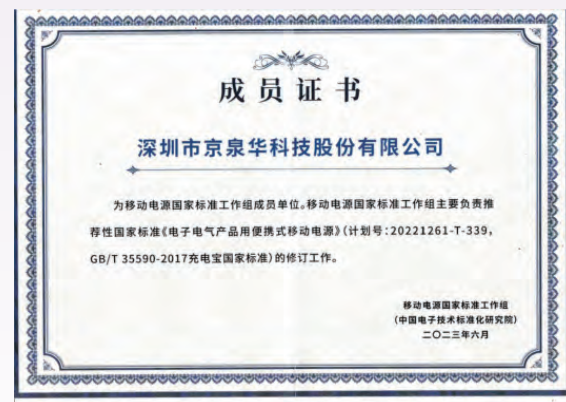 成员证书
深圳市京泉华科技股份有限公司
为移动电源国家标准工作组成员单位。移动电源国家标准工作组主要负责推
荐性国家标准《电子电气产品用便携式移动电源》(计划号:20221261-T-339,
GB/T 35590-2017充电宝国家标准)的修订工作。
移动电源国家标准工作组
(中国电子技术标准化研究院)
二〇二三年六月